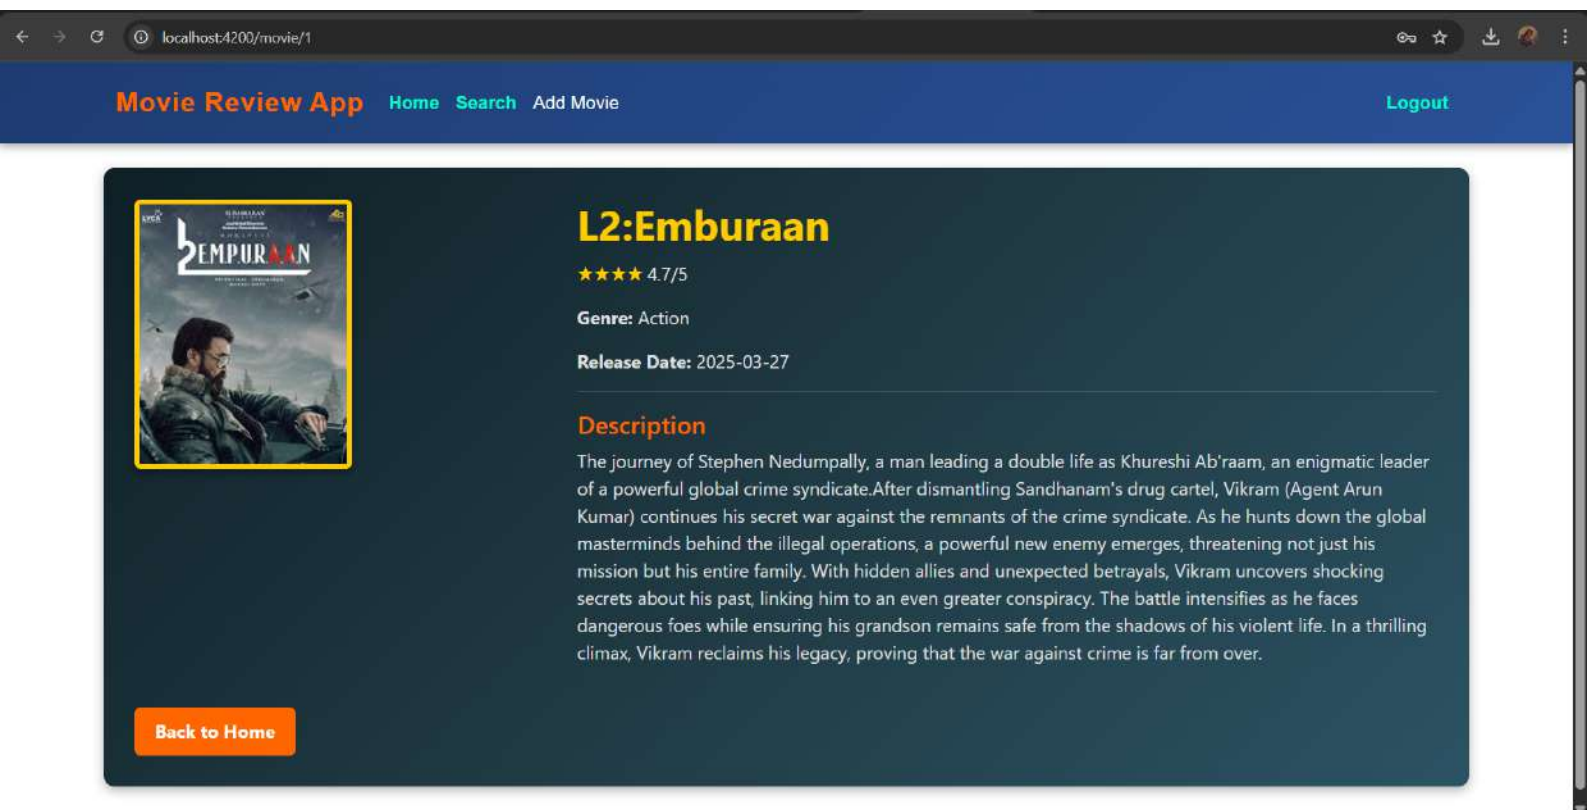 localhost:4200/movie/1
Movie Review App Home Search Add Movie Logout
LYCA
EMPURAAN
L2:Emburaan
★★★★ 4.7/5
Genre: Action
Release Date: 2025-03-27
Description
The journey of Stephen Nedumpally, a man leading a double life as Khureshi Ab'raam, an enigmatic leader
of a powerful global crime syndicate.After dismantling Sandhanam's drug cartel, Vikram (Agent Arun
Kumar) continues his secret war against the remnants of the crime syndicate. As he hunts down the global
masterminds behind the illegal operations, a powerful new enemy emerges, threatening not just his
mission but his entire family. With hidden allies and unexpected betrayals, Vikram uncovers shocking
secrets about his past, linking him to an even greater conspiracy. The battle intensifies as he faces
dangerous foes while ensuring his grandson remains safe from the shadows of his violent life. In a thrilling
climax, Vikram reclaims his legacy, proving that the war against crime is far from over.
Back to Home